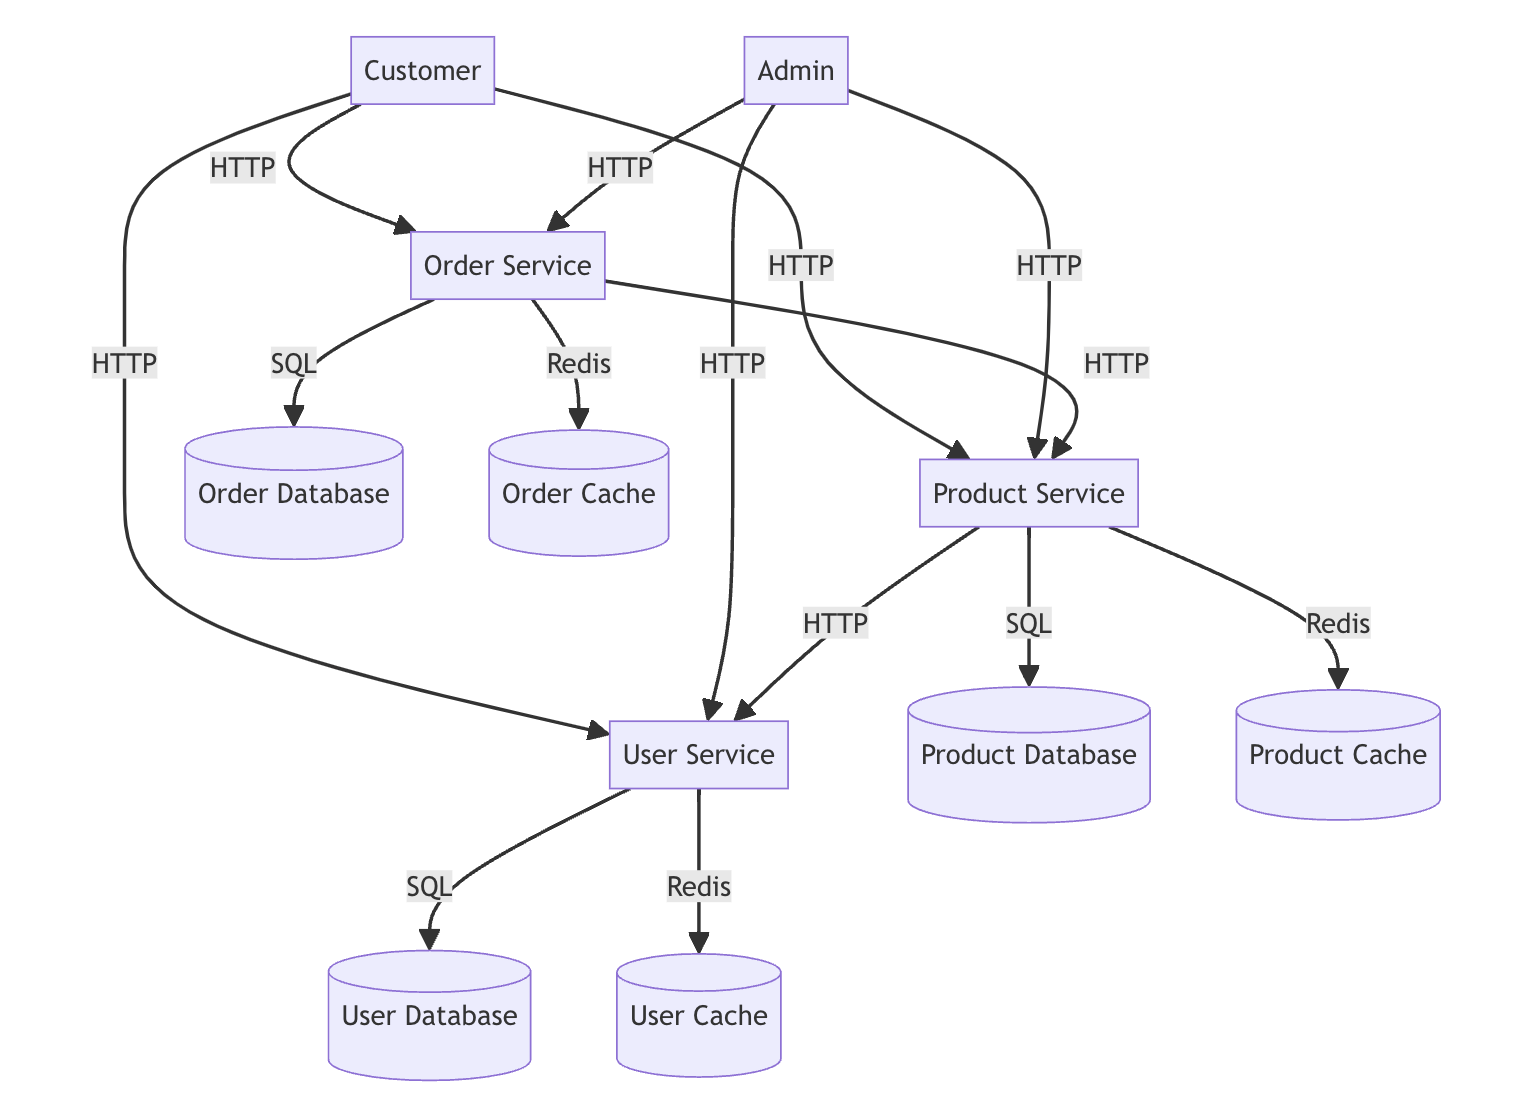 Customer
Admin
HTTP
HTTP
Order Service
HTTP
HTTP
HTTP
SQL
Redis
HTTP
HTTP
Order Database
Order Cache
Product Service
HTTP
SQL
Redis
User Service
Product Database
Product Cache
SQL
Redis
User Database
User Cache